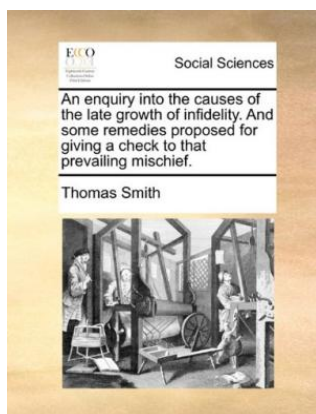 ECCO
Social Sciences
An enquiry into the causes of
the late growth of infidelity. And
some remedies proposed for
giving a check to that
prevailing mischief.
Thomas Smith